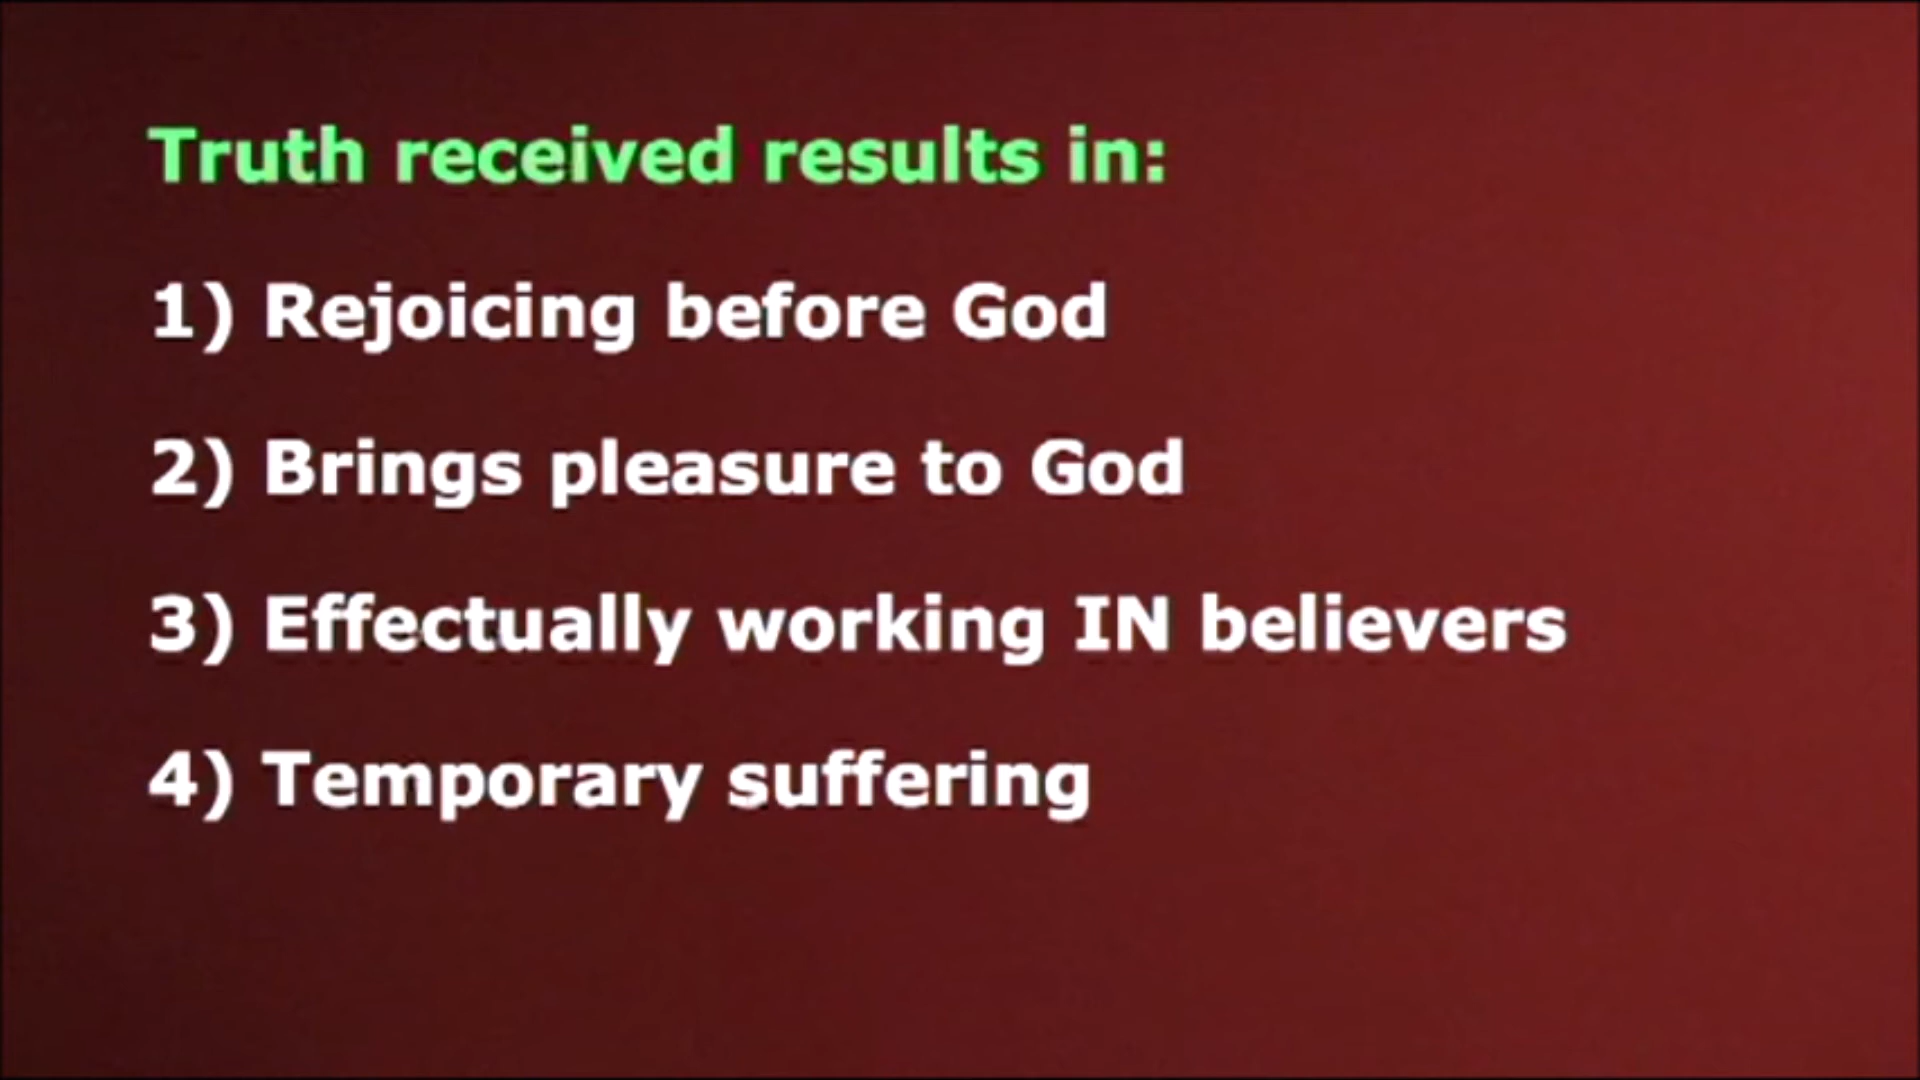 Truth received results in:
1) Rejoicing before God
2) Brings pleasure to God
3) Effectually working IN believers
4) Temporary suffering